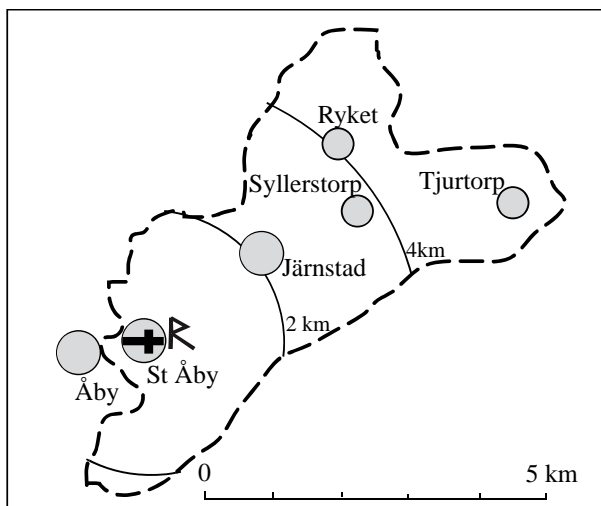 Ryket
Syllerstorp
Tjurtorp
Järnstad
4km
2 km
R
St Åby
Åby
0
5 km